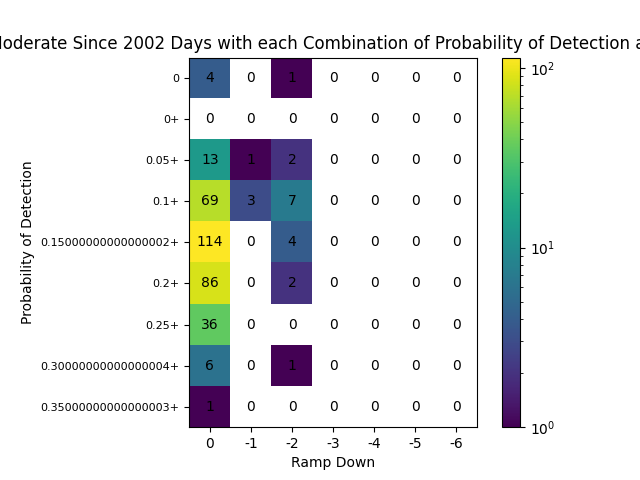 Moderate Since 2002 Days with each Combination of Probability of Detection a
0 4 0 1 0 0 0 0
0+ 0 0 0 0 0 0 0
0.05+ 13 1 2 0 0 0 0
0.1+ 69 3 7 0 0 0 0
0.15000000000000002+ 114 0 4 0 0 0 0
0.2+ 86 0 2 0 0 0 0
0.25+ 36 0 0 0 0 0 0
0.30000000000000004+ 6 0 1 0 0 0 0
0.35000000000000003+ 1 0 0 0 0 0 0
0 -1 -2 -3 -4 -5 -6
Ramp Down
Probability of Detection
10²
10¹
10⁰